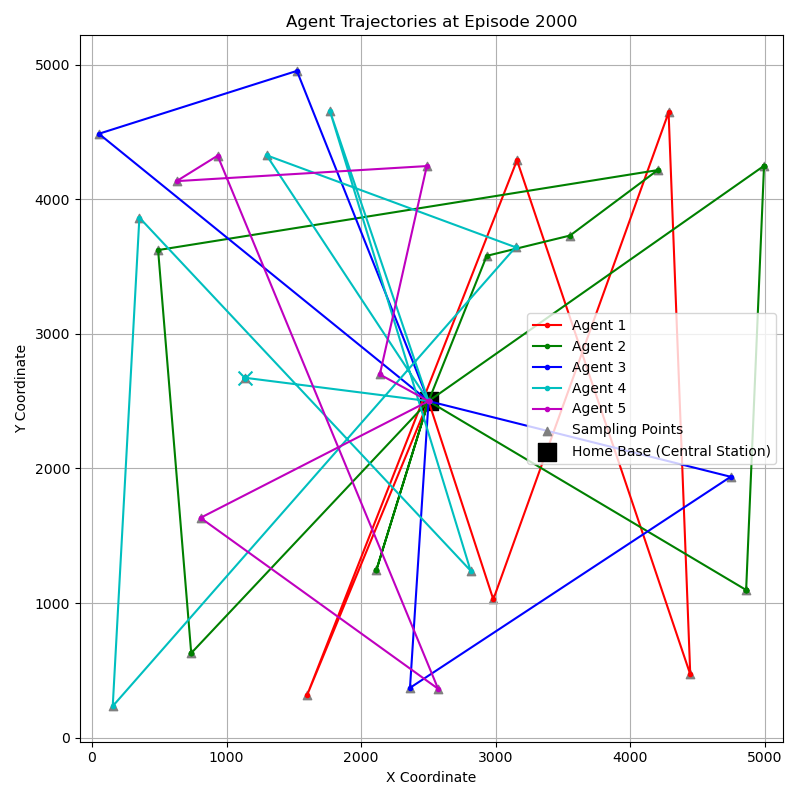 Agent Trajectories at Episode 2000
Y Coordinate
5000
4000
3000
2000
1000
0
Agent 1
Agent 2
Agent 3
Agent 4
Agent 5
Sampling Points
Home Base (Central Station)
0 1000 2000 3000 4000 5000
X Coordinate